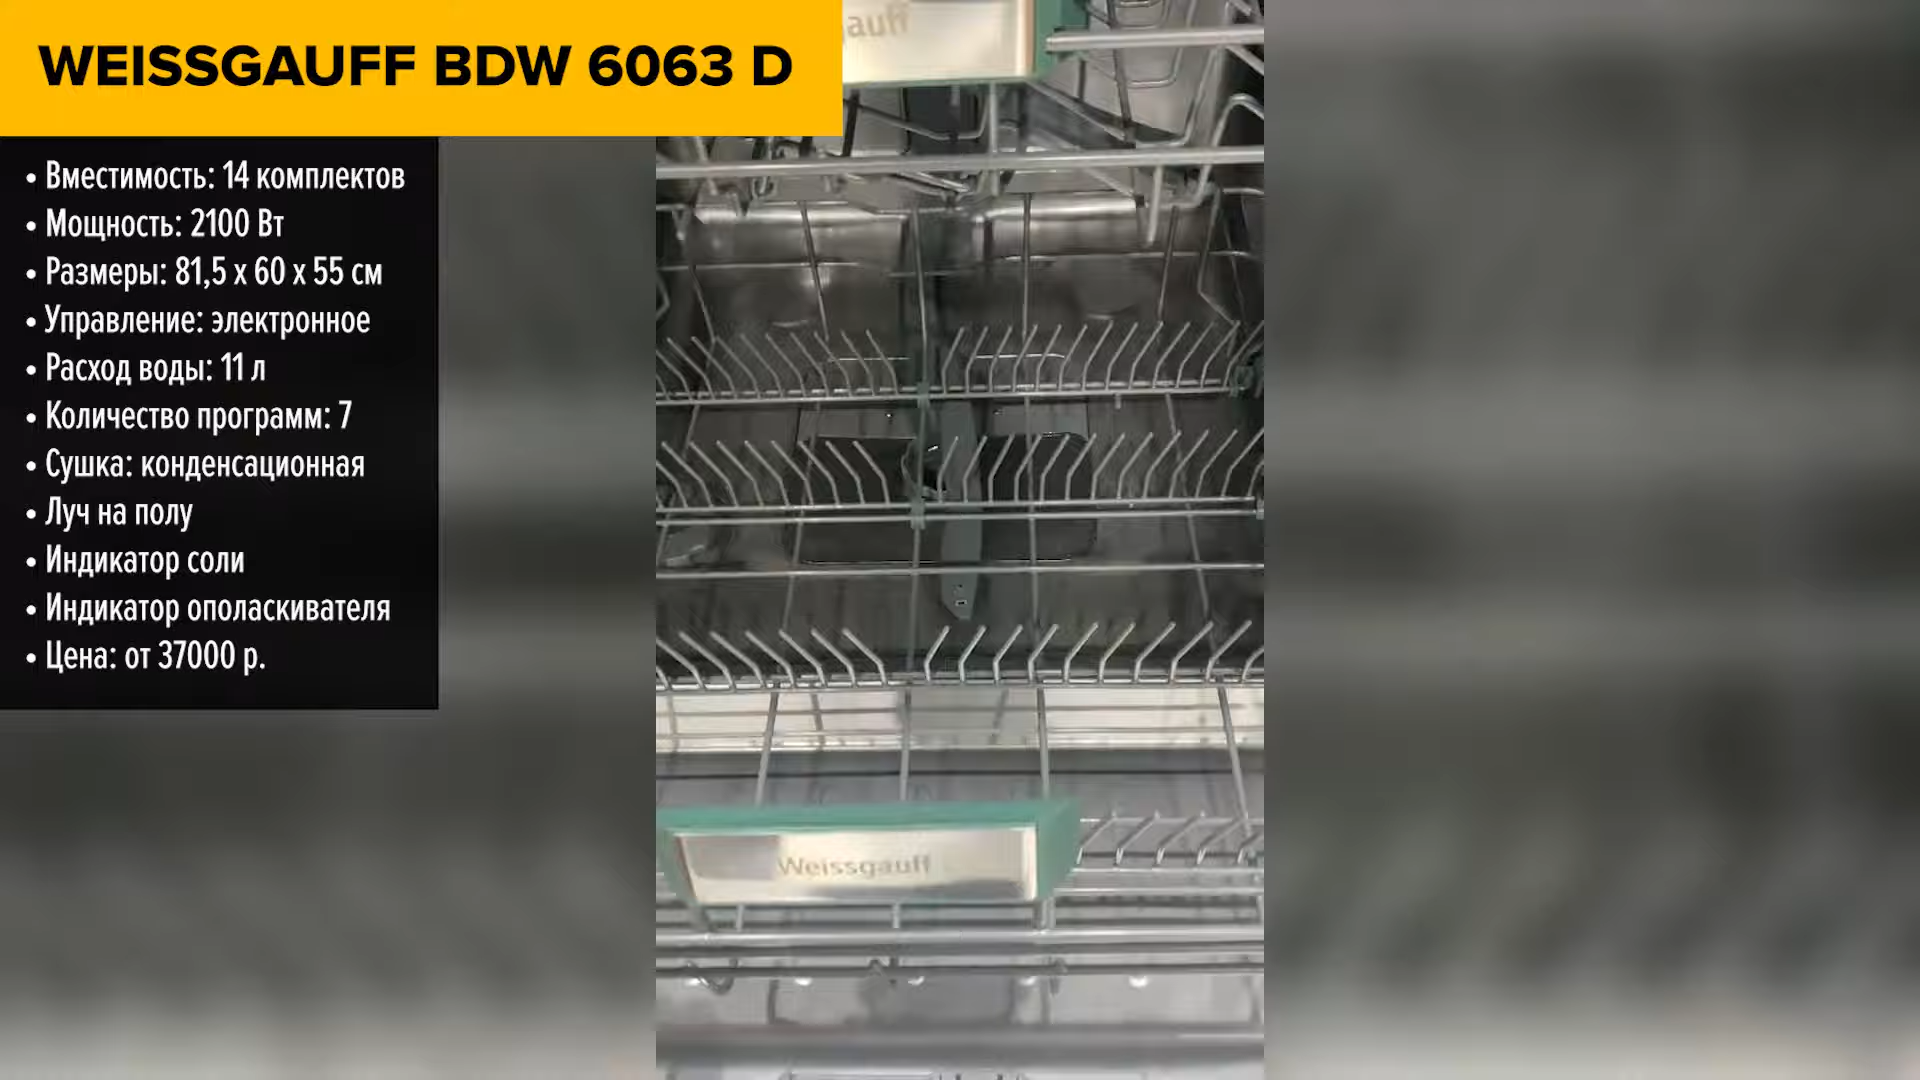 WEISSGAUFF BDW 6063 D
auff
• Вместимость: 14 комплектов
• Мощность: 2100 Вт
• Размеры: 81,5 x 60 x 55 см
• Управление: электронное
• Расход воды: 11 л
• Количество программ: 7
• Сушка: конденсационная
• Луч на полу
• Индикатор соли
• Индикатор ополаскивателя
• Цена: от 37000 р.
Weissgauff